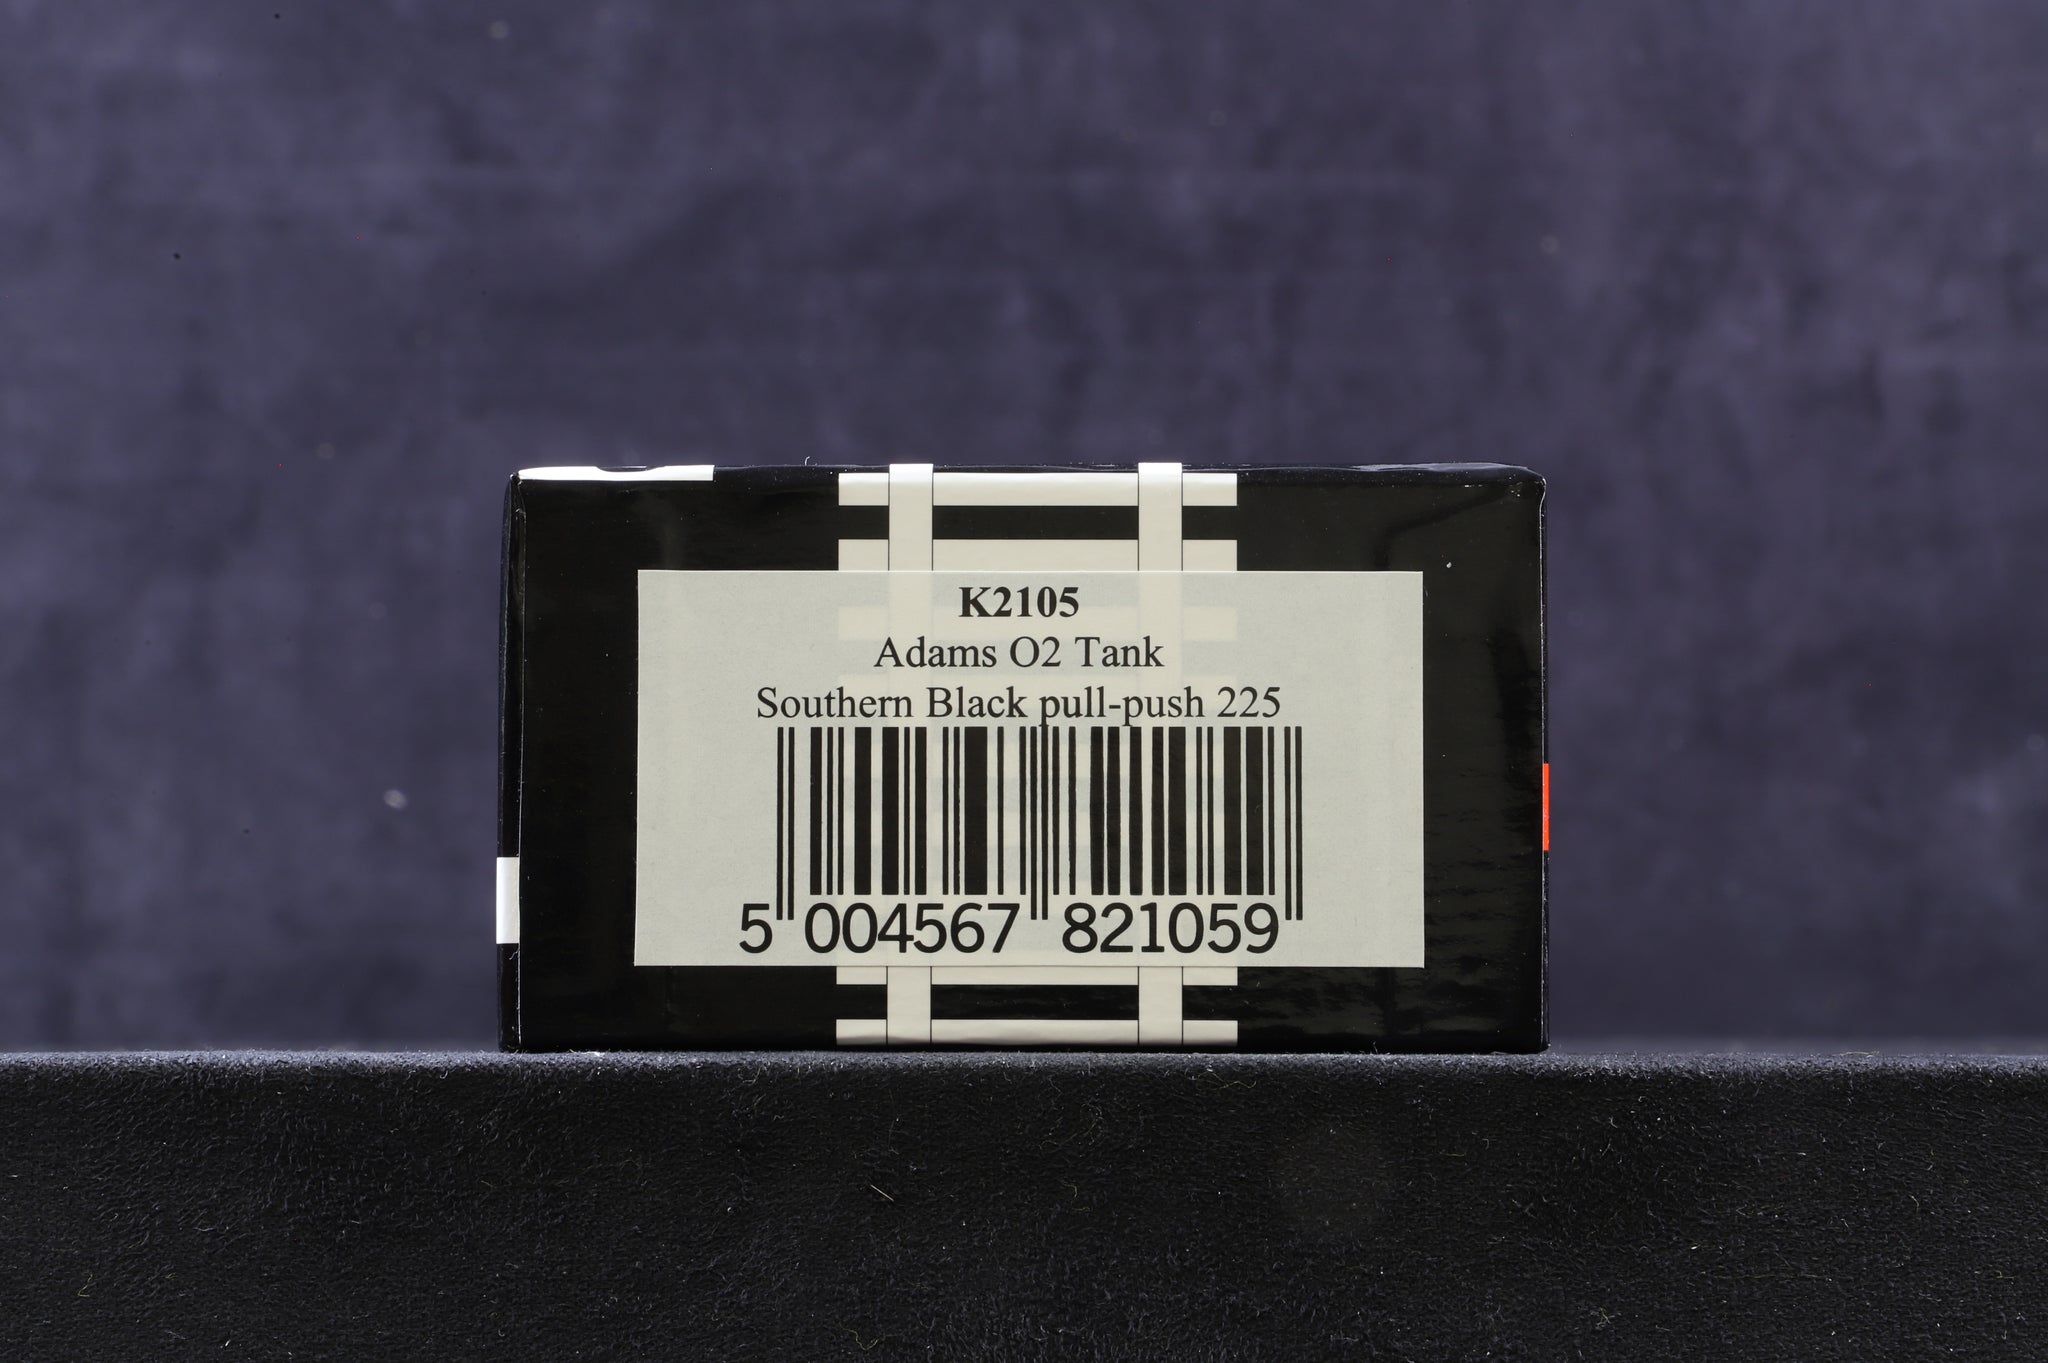 K2105
Adams O2 Tank
Southern Black pull-push 225
5 004567 821059